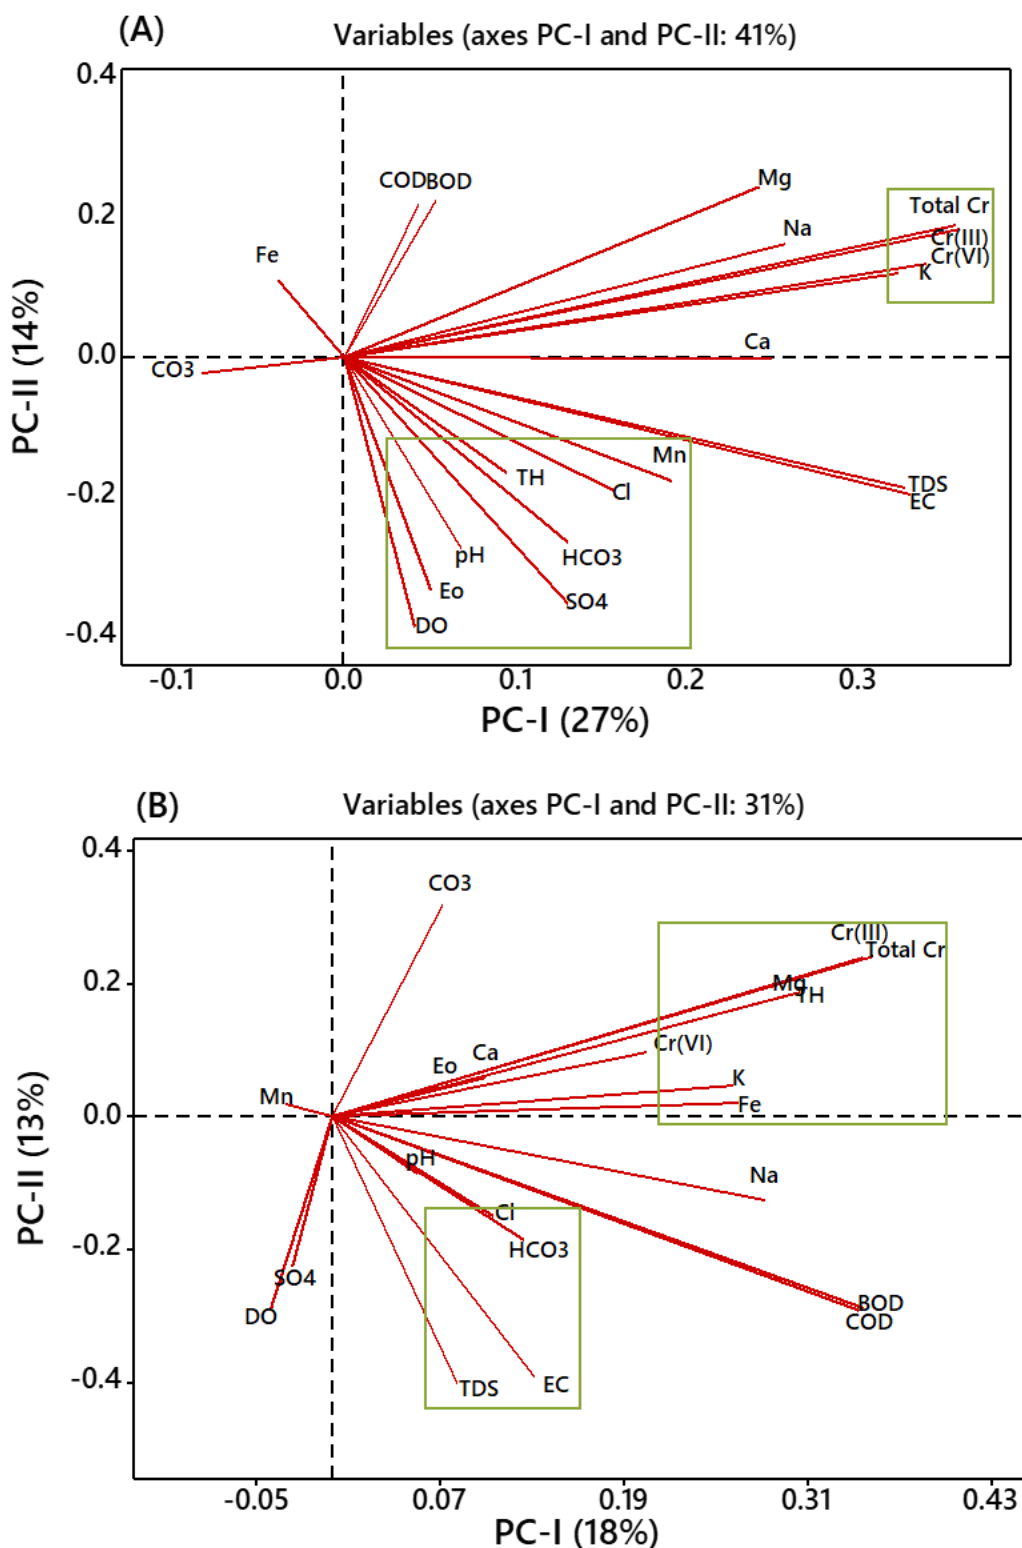 (A)
Variables (axes PC-I and PC-II: 41%)
0.4
CODBOD
Mg
0.2
Total Cr
Na
Cr(III)
Fe
Cr(VI)
K
Ca
0.0
CO3
PC-II (14%)
Mn
TH
TDS
-0.2
Cl
EC
pH
HCO3
Eo
SO4
DO
-0.4
-0.1 0.0 0.1 0.2 0.3
PC-I (27%)
(B)
Variables (axes PC-I and PC-II: 31%)
0.4
CO3
Cr(III)
Total Cr
0.2
Mg
TH
Cr(VI)
Ca
Eo
K
Mn
Fe
0.0
PC-II (13%)
pH
Na
Cl
-0.2
HCO3
SO4
BOD
DO
COD
-0.4
TDS
EC
-0.05 0.07 0.19 0.31 0.43
PC-I (18%)